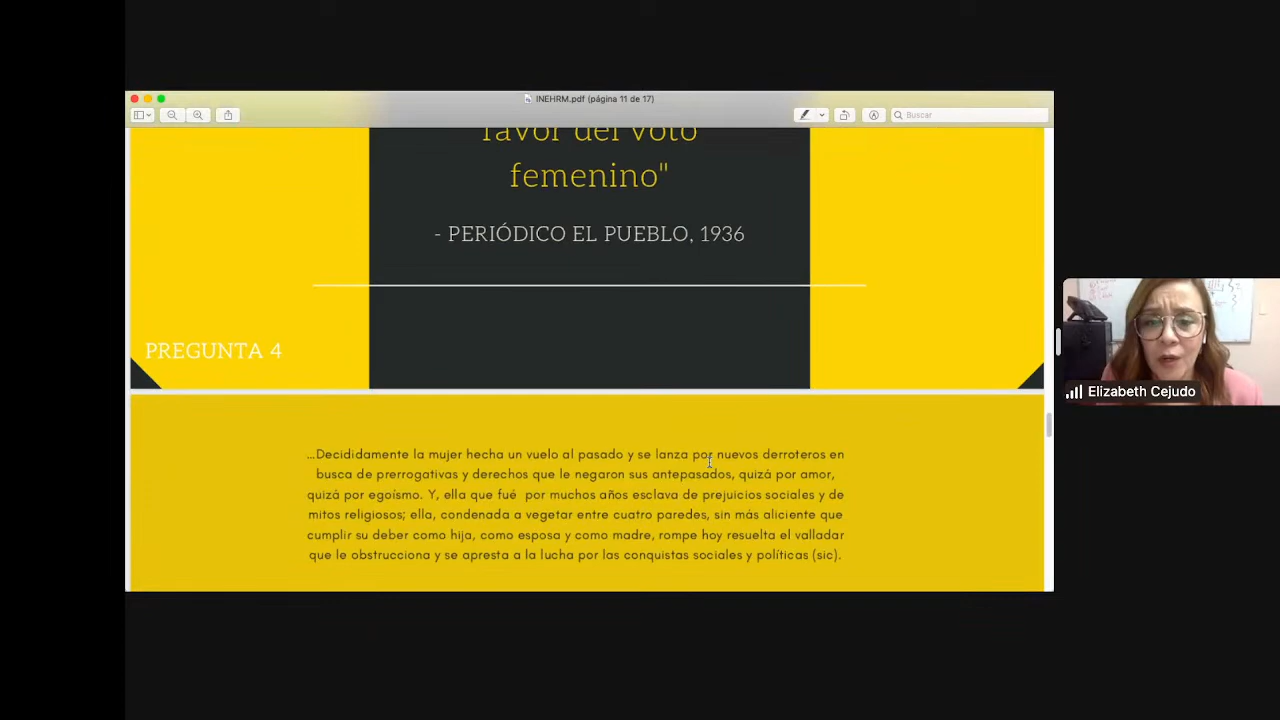 INEHRM.pdf (página 11 de 17)
Buscar
favor del voto
femenino"
- PERIÓDICO EL PUEBLO, 1936
PREGUNTA 4
...Decididamente la mujer hecha un vuelo al pasado y se lanza por nuevos derroteros en
busca de prerrogativas y derechos que le negaron sus antepasados, quizá por amor,
quizá por egoísmo. Y, ella que fué por muchos años esclava de prejuicios sociales y de
mitos religiosos; ella, condenada a vegetar entre cuatro paredes, sin más aliciente que
cumplir su deber como hija, como esposa y como madre, rompe hoy resuelta el valladar
que le obstrucciona y se apresta a la lucha por las conquistas sociales y políticas (sic).
Elizabeth Cejudo